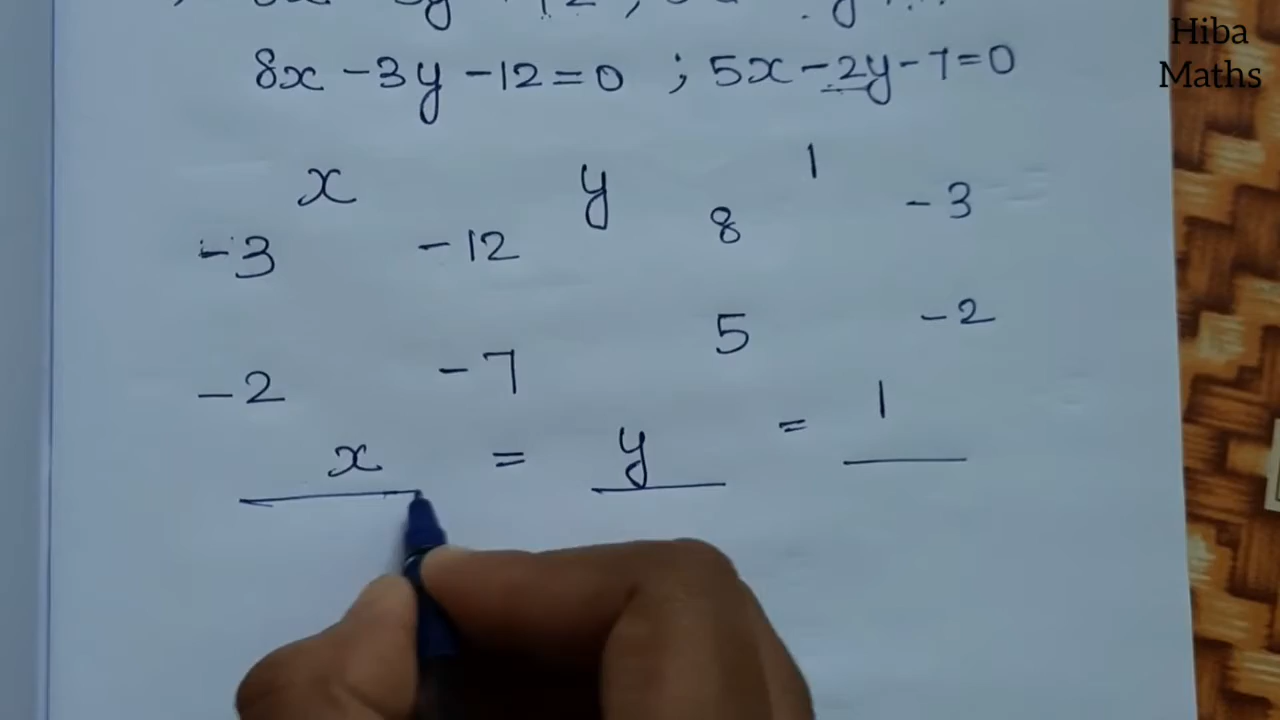 8x - 3y - 12 = 0 ; 5x - 2y - 7 = 0
Hiba
Maths
x y 1
-3 -12 8 -3
-2 -7 5 -2
x = y = 1